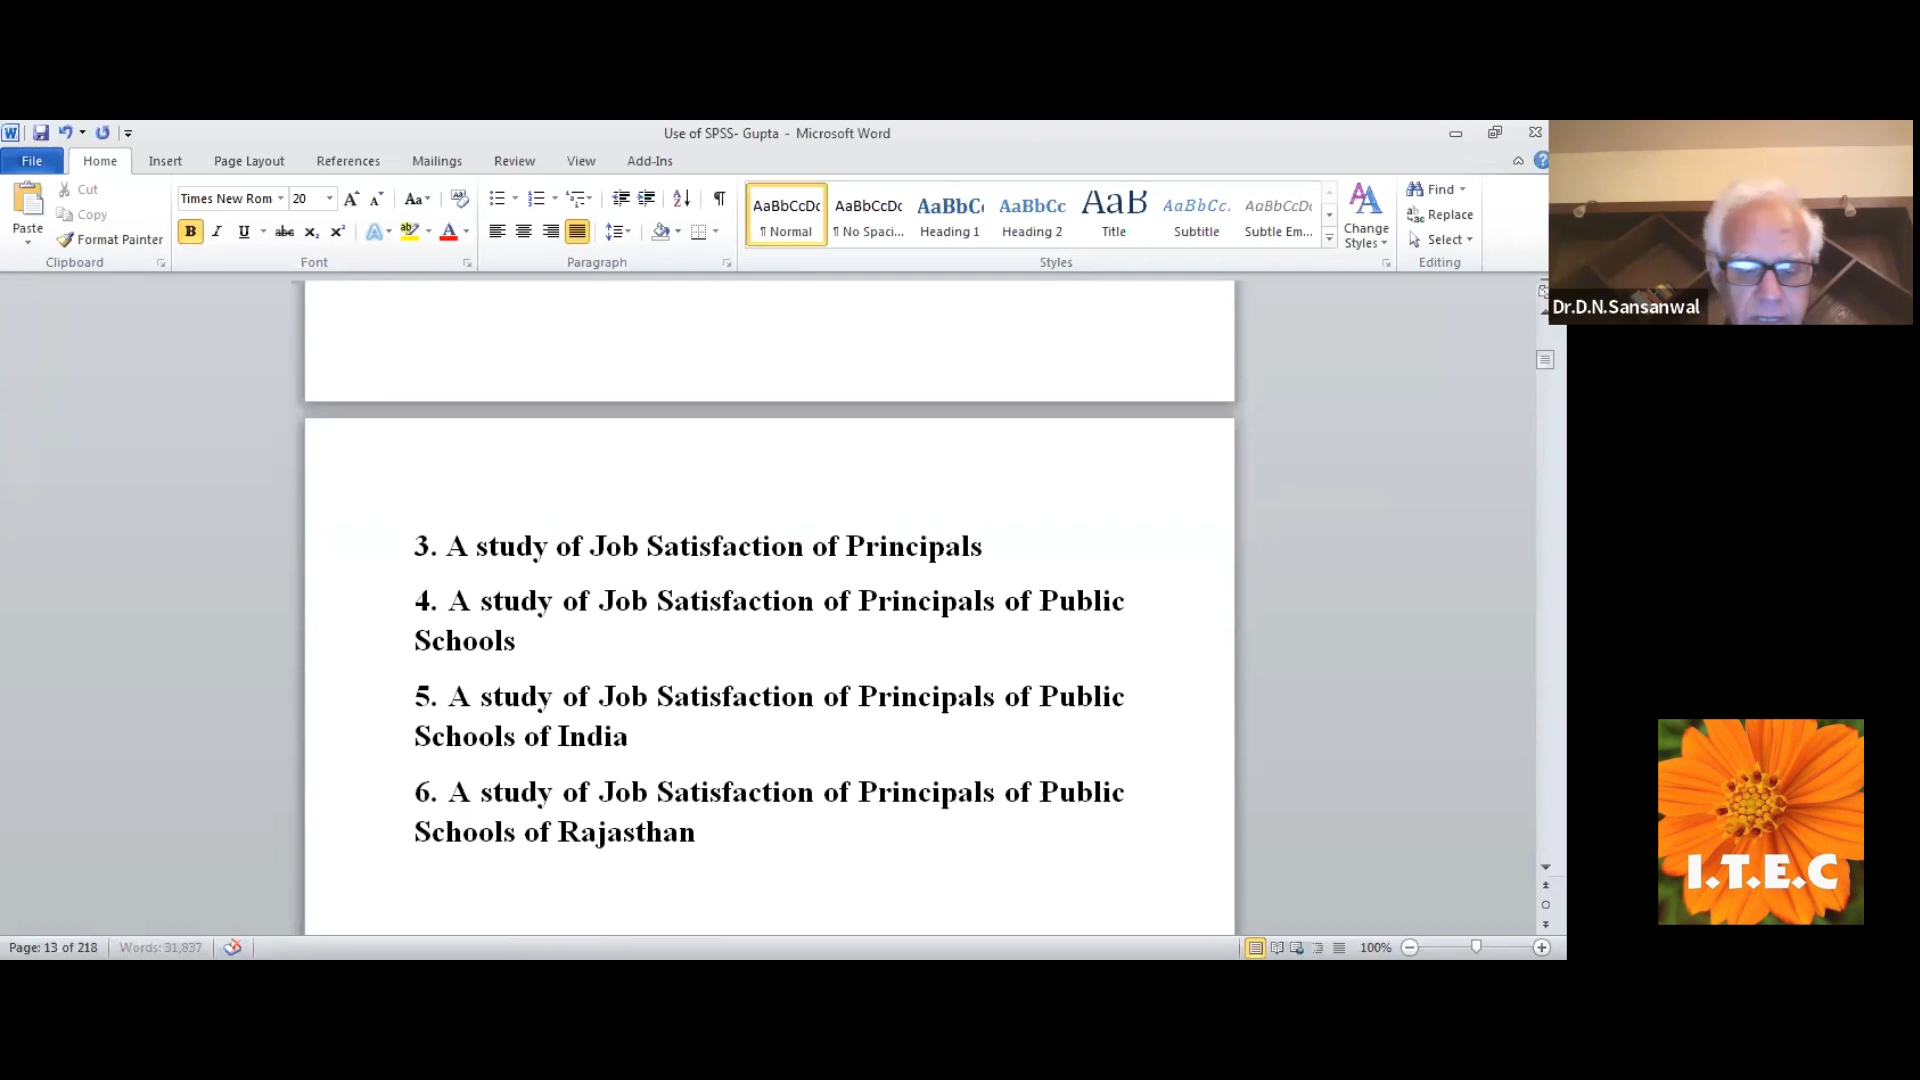 Use of SPSS- Gupta - Microsoft Word
File Home Insert Page Layout References Mailings Review View Add-Ins
Paste
Cut
Copy
Format Painter
Clipboard
Times New Rom 20
Font
Paragraph
AaBbCcDc AaBbCcDc AaBbC AaBbCc AaB AaBbCc. AaBbCcDc
¶ Normal ¶ No Spaci... Heading 1 Heading 2 Title Subtitle Subtle Em...
Styles
Change
Styles
Find
Replace
Select
Editing
Dr.D.N.Sansanwal
3. A study of Job Satisfaction of Principals
4. A study of Job Satisfaction of Principals of Public
Schools
5. A study of Job Satisfaction of Principals of Public
Schools of India
6. A study of Job Satisfaction of Principals of Public
Schools of Rajasthan
I.T.E.C
Page: 13 of 218 Words: 31,837 100%